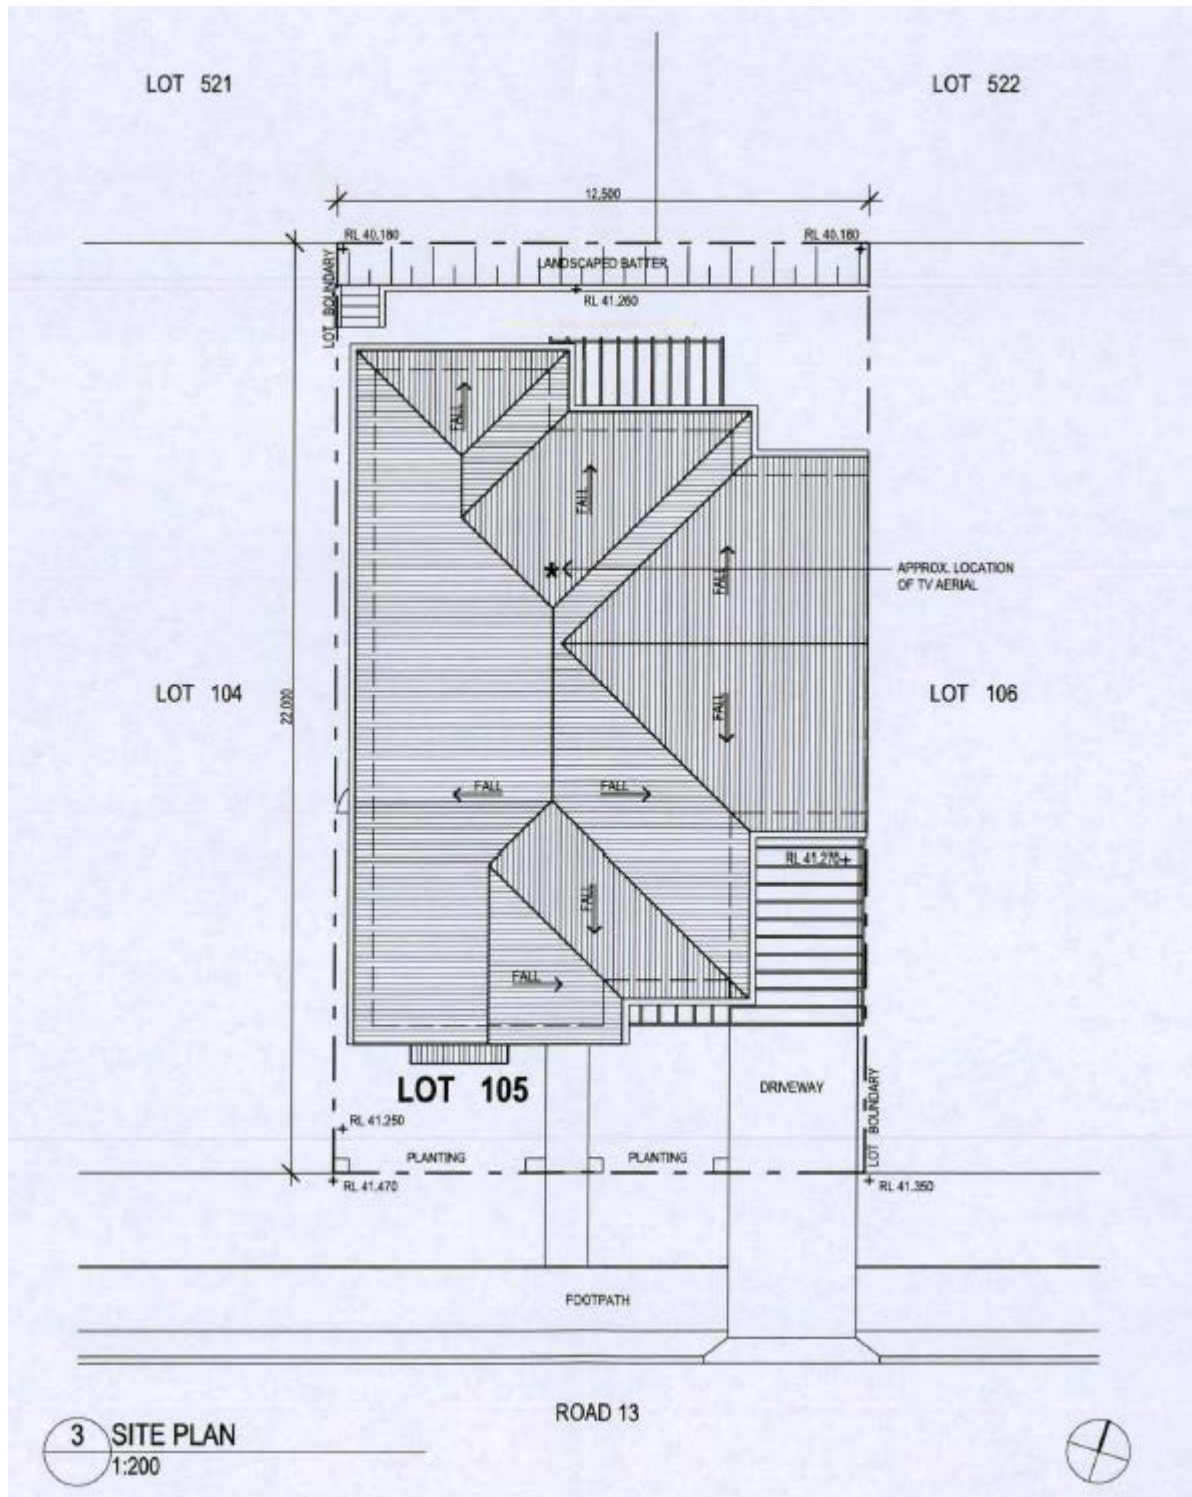 LOT 521
LOT 522
12,500
RL 40.180
RL 40.180
LOT BOUNDARY
LANDSCAPED BATTER
RL 41.260
FALL
FALL
FALL
APPROX. LOCATION
OF TV AERIAL
LOT 104
22,000
FALL
LOT 106
FALL
FALL
RL 41.270
FALL
FALL
LOT 105
DRIVEWAY
LOT BOUNDARY
RL 41.250
PLANTING
PLANTING
RL 41.470
RL 41.350
FOOTPATH
ROAD 13
3
SITE PLAN
1:200